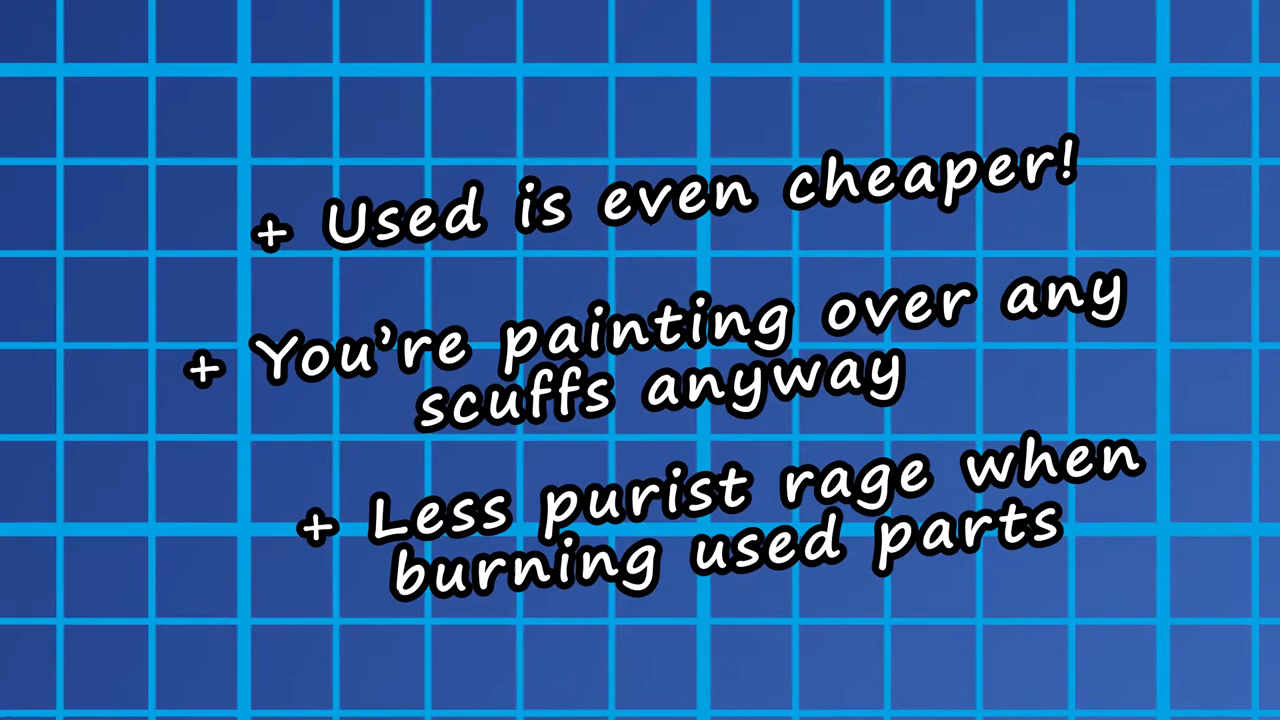 + Used is even cheaper!
+ You’re painting over any
scuffs anyway
+ Less purist rage when
burning used parts